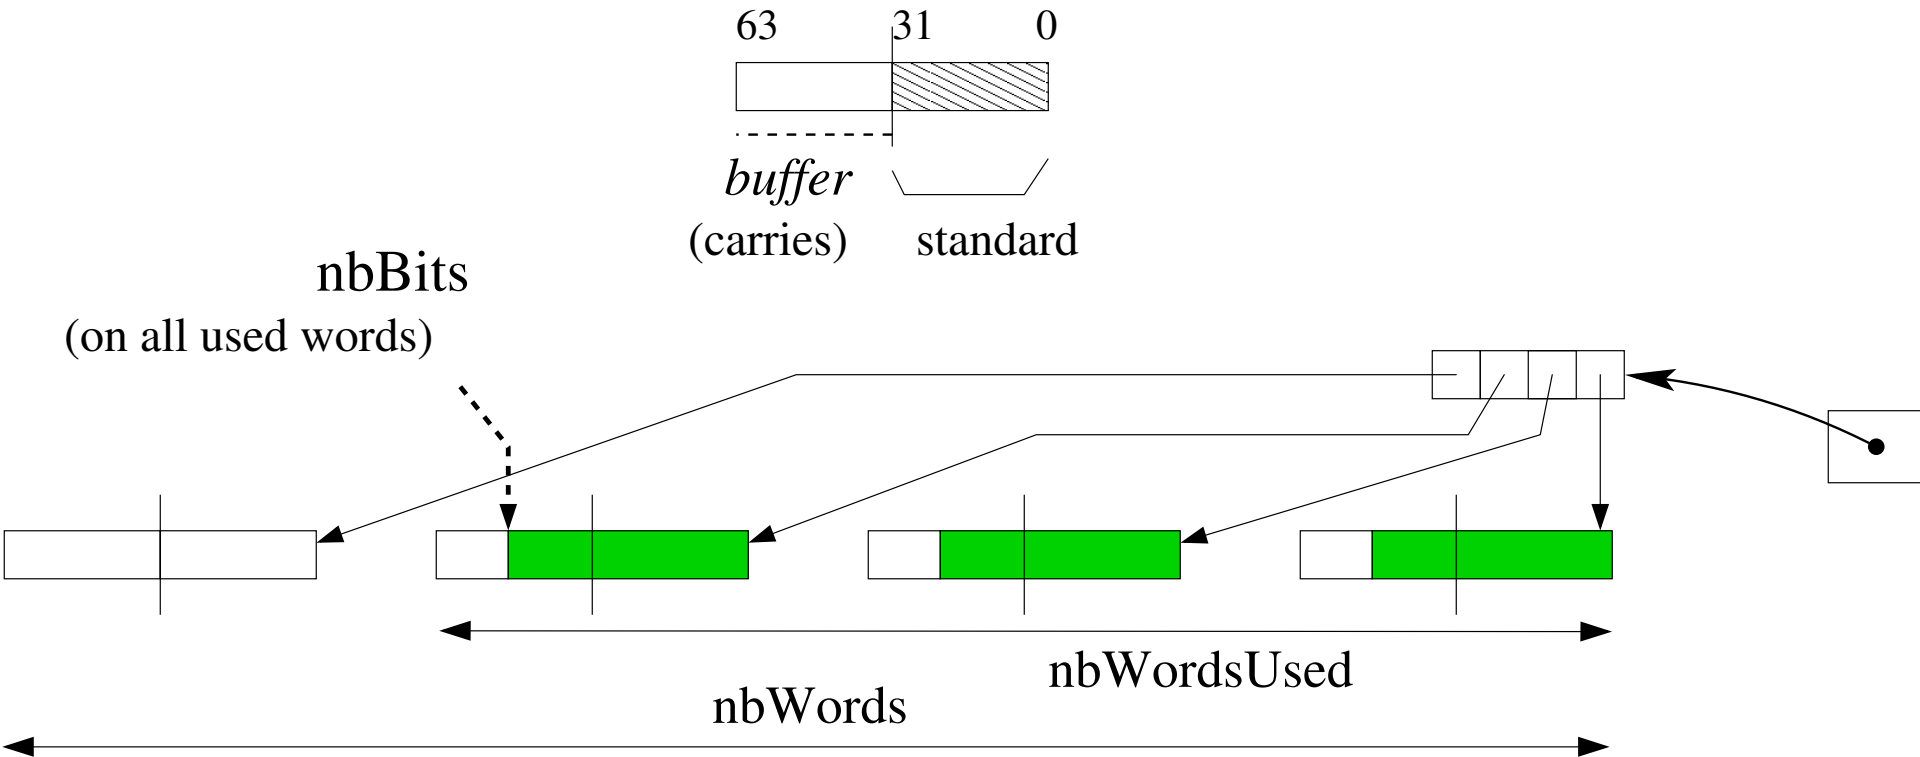 63 31 0
buffer
(carries) standard
nbBits
(on all used words)
nbWordsUsed
nbWords